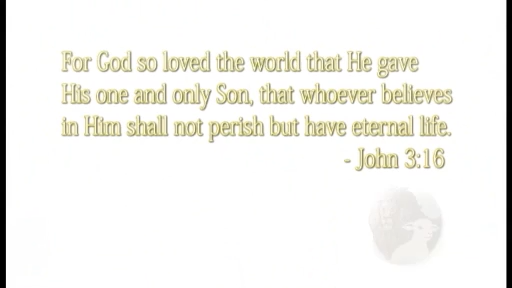 For God so loved the world that He gave
His one and only Son, that whoever believes
in Him shall not perish but have eternal life.
- John 3:16